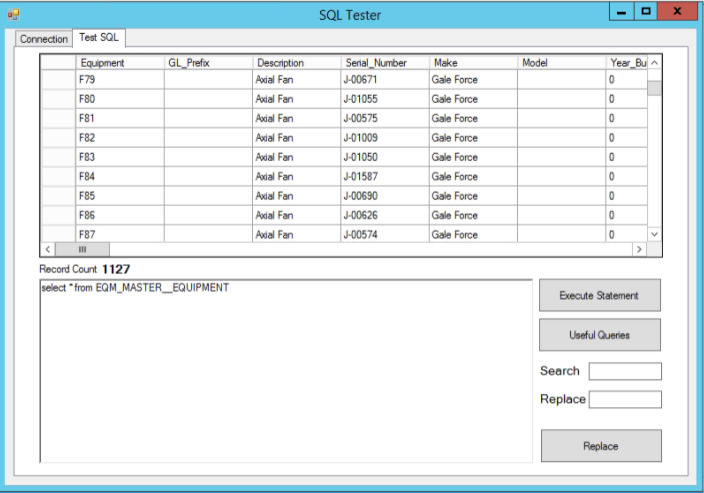 SQL Tester
Connection Test SQL
Equipment GL_Prefix Description Serial_Number Make Model Year_Bu
F79 Axial Fan J-00671 Gale Force 0
F80 Axial Fan J-01055 Gale Force 0
F81 Axial Fan J-00575 Gale Force 0
F82 Axial Fan J-01009 Gale Force 0
F83 Axial Fan J-01050 Gale Force 0
F84 Axial Fan J-01587 Gale Force 0
F85 Axial Fan J-00690 Gale Force 0
F86 Axial Fan J-00626 Gale Force 0
F87 Axial Fan J-00574 Gale Force 0
Record Count 1127
select * from EQM_MASTER__EQUIPMENT
Execute Statement
Useful Queries
Search
Replace
Replace